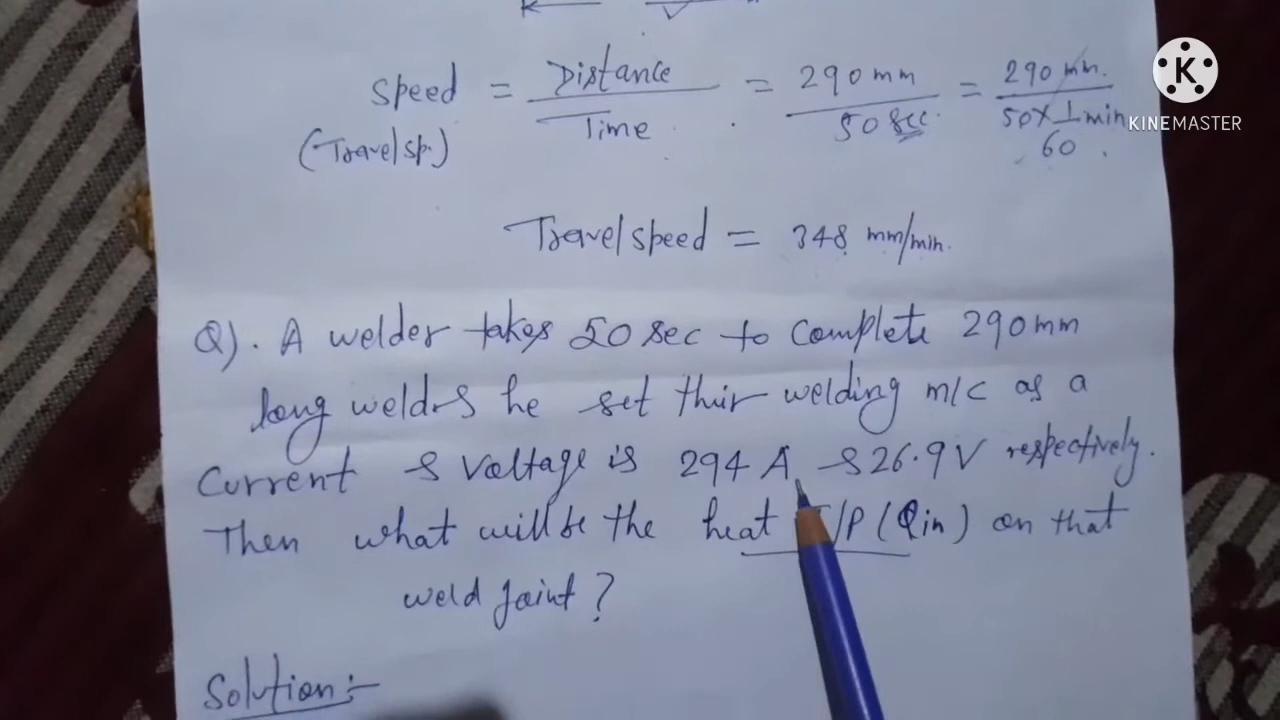 Speed = Distance / Time = 290 mm / 50 sec = 290 mm. / 50 × 1 min / 60
(Travel sp.)
Travel speed = 348 mm/min.
Q). A welder takes 50 sec to complete 290 mm
long weld & he set thir welding m/c as a
Current & Voltage is 294 A & 26.9 V respectively.
Then what will be the heat I/P (Qin) on that
weld joint?
Solution:-
K
KINEMASTER